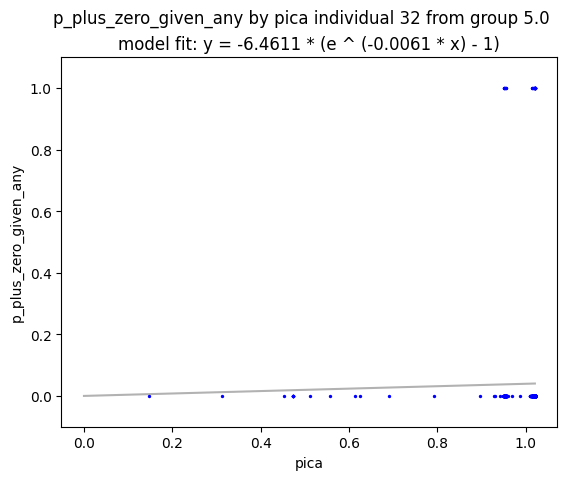 p_plus_zero_given_any by pica individual 32 from group 5.0
model fit: y = -6.4611 * (e ^ (-0.0061 * x) - 1)
1.0
0.8
0.6
0.4
0.2
0.0
p_plus_zero_given_any
0.0 0.2 0.4 0.6 0.8 1.0
pica